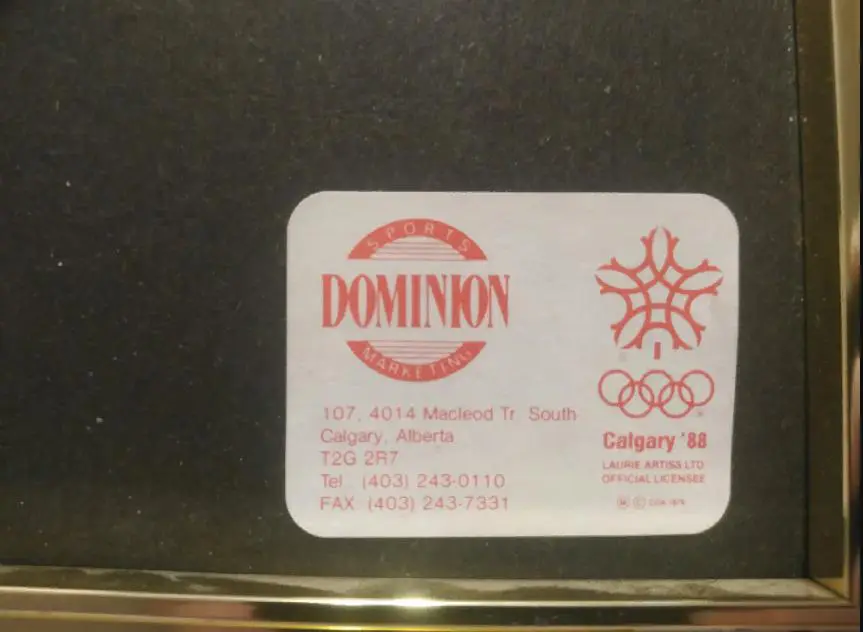 SPORTS
DOMINION
MARKETING
107, 4014 Macleod Tr. South
Calgary, Alberta
T2G 2R7
Tel.: (403) 243-0110
FAX: (403) 243-7331
Calgary '88
LAURIE ARTISS LTD.
OFFICIAL LICENSEE